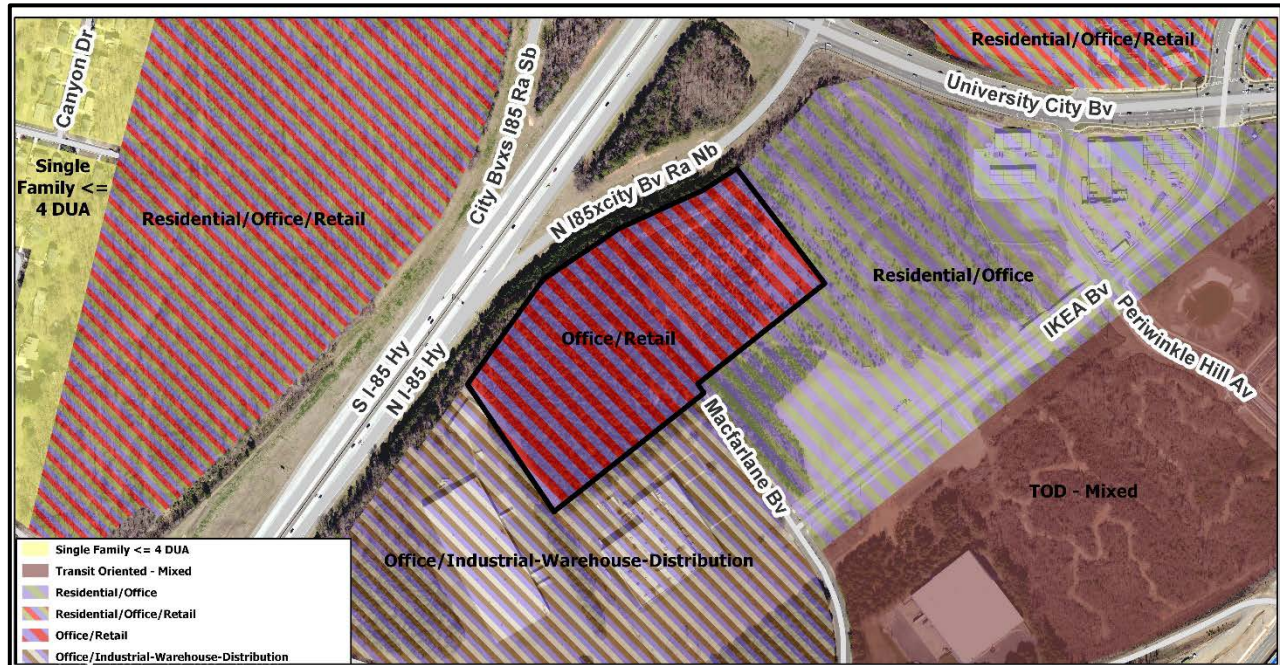 Canyon Dr
City Bvxs I85 Ra Sb
Residential/Office/Retail
University City Bv
Single
Family <=
4 DUA
Residential/Office/Retail
N I85xcity Bv Ra Nb
Residential/Office
IKEA Bv
Periwinkle Hill Av
Office/Retail
S I-85 Hy
N I-85 Hy
Macfarlane Bv
TOD - Mixed
Office/Industrial-Warehouse-Distribution
Single Family <= 4 DUA
Transit Oriented - Mixed
Residential/Office
Residential/Office/Retail
Office/Retail
Office/Industrial-Warehouse-Distribution